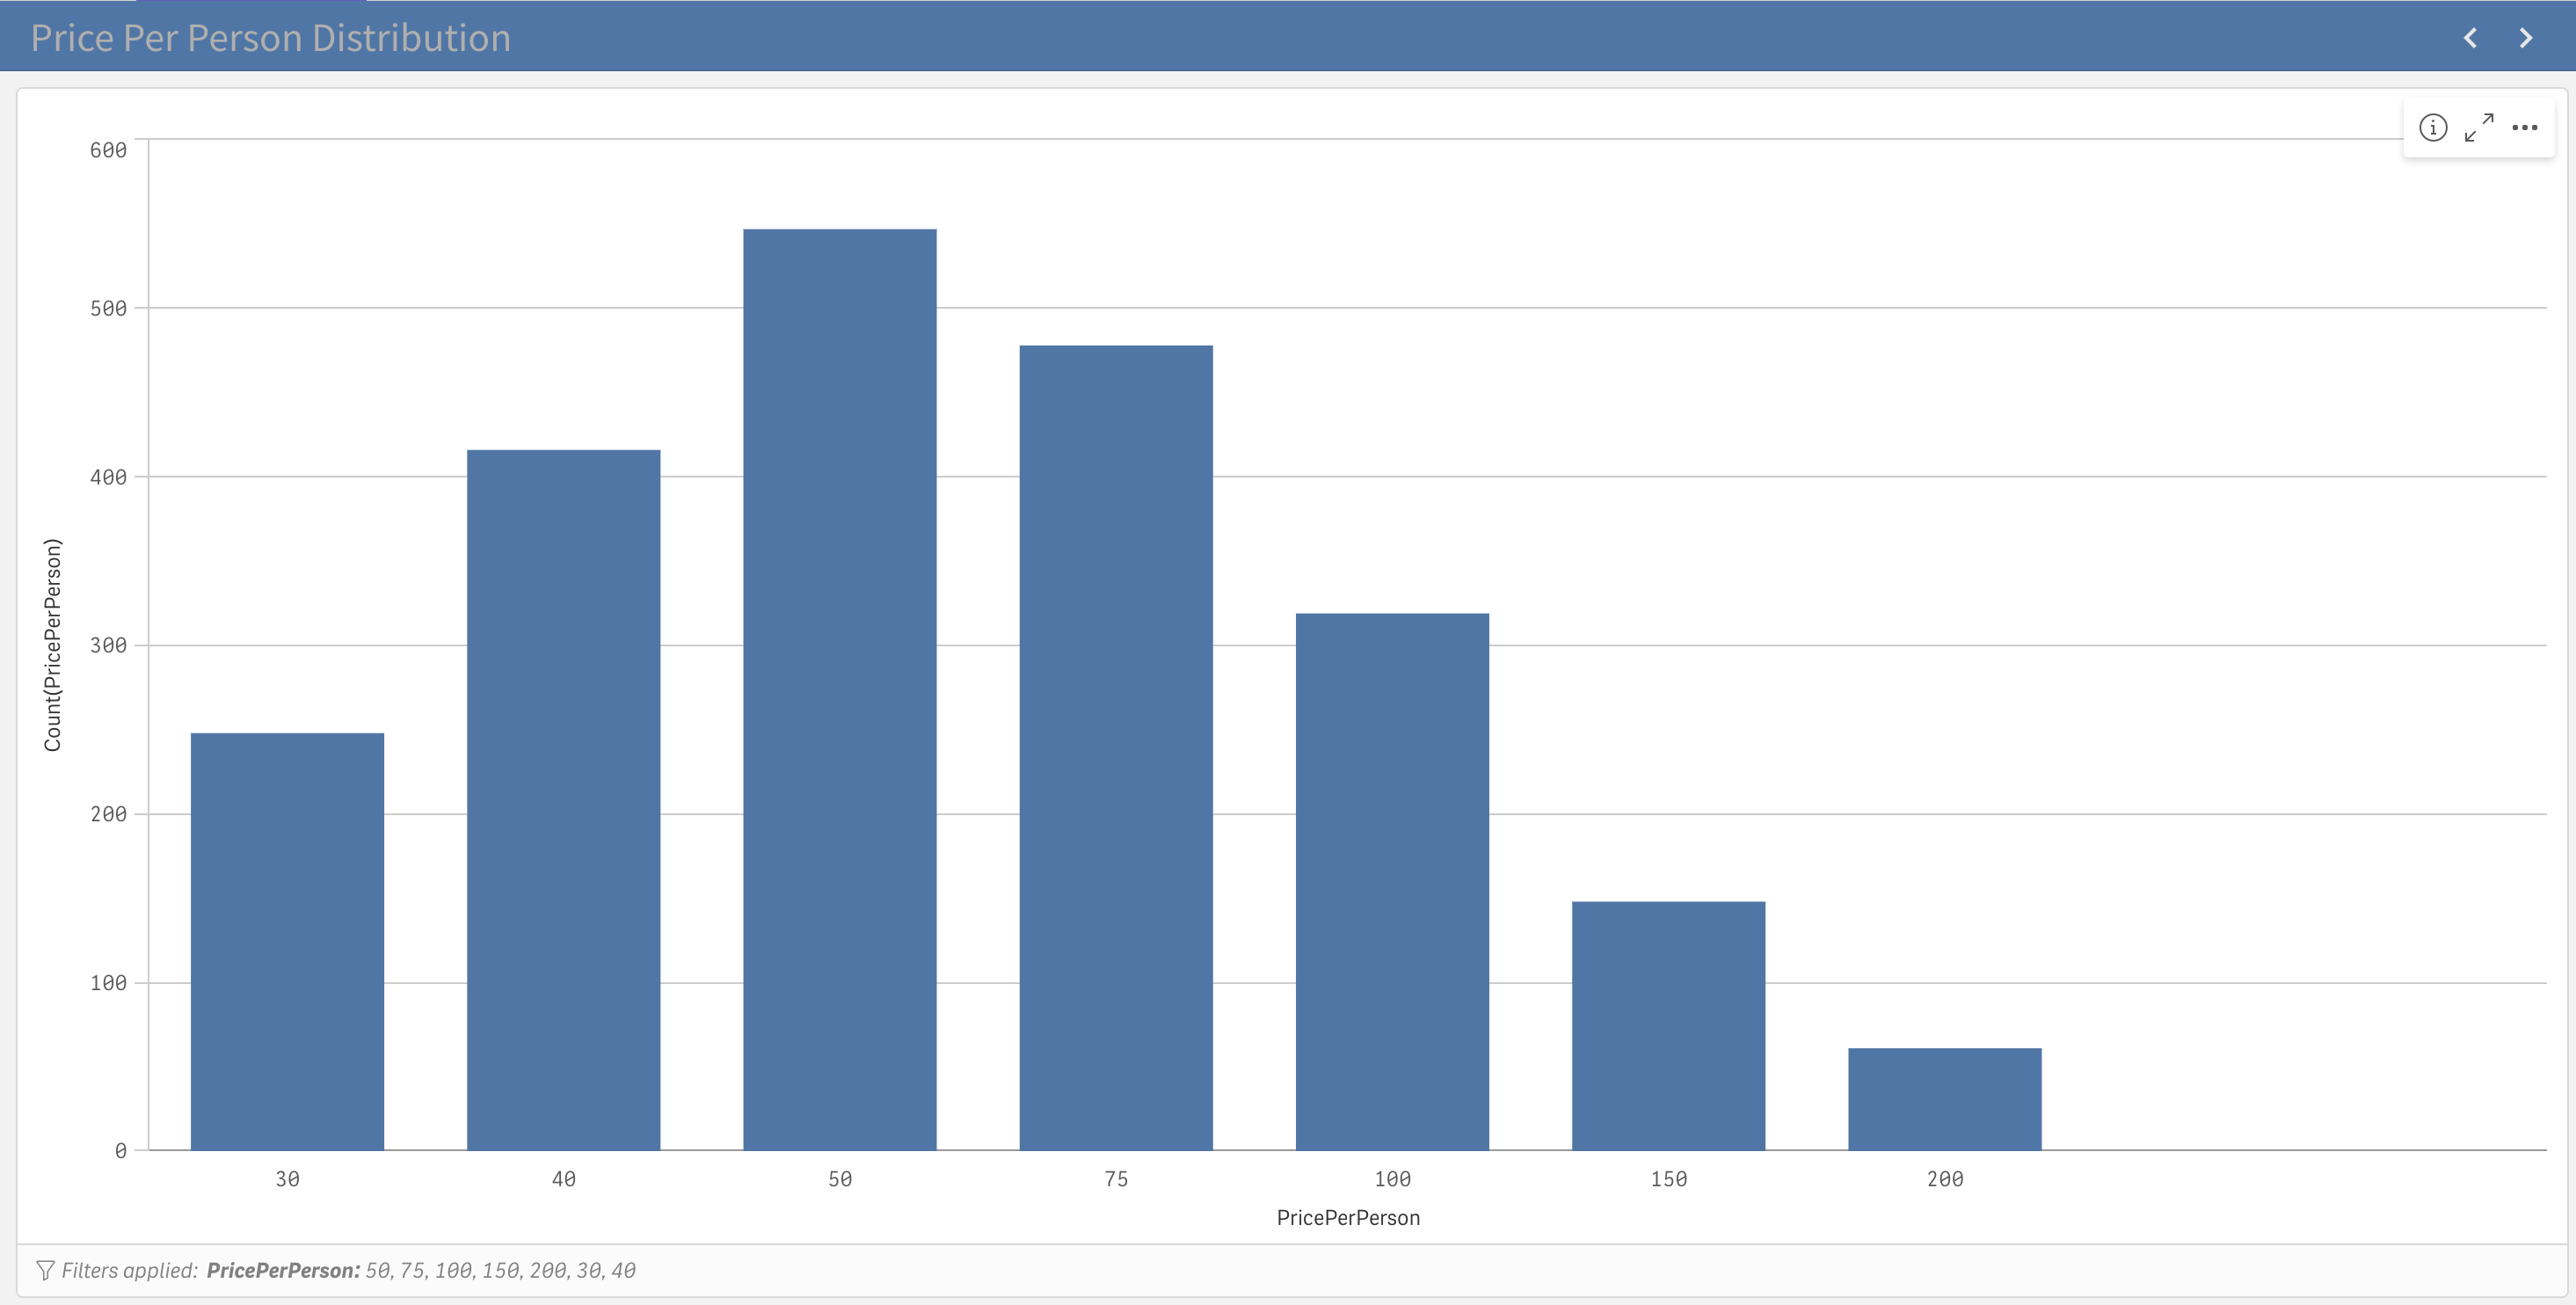 Price Per Person Distribution
600
500
400
300
200
100
0
Count(PricePerPerson)
30 40 50 75 100 150 200
PricePerPerson
Filters applied: PricePerPerson: 50, 75, 100, 150, 200, 30, 40